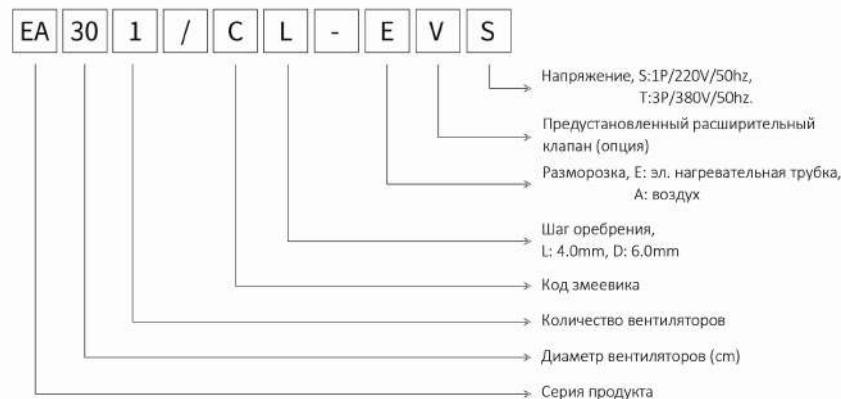 EA 30 1 / C L - E V S
Напряжение, S:1P/220V/50hz,
T:3P/380V/50hz.
Предустановленный расширительный
клапан (опция)
Разморозка, E: эл. нагревательная трубка,
A: воздух
Шаг оребрения,
L: 4.0mm, D: 6.0mm
Код змеевика
Количество вентиляторов
Диаметр вентиляторов (cm)
Серия продукта